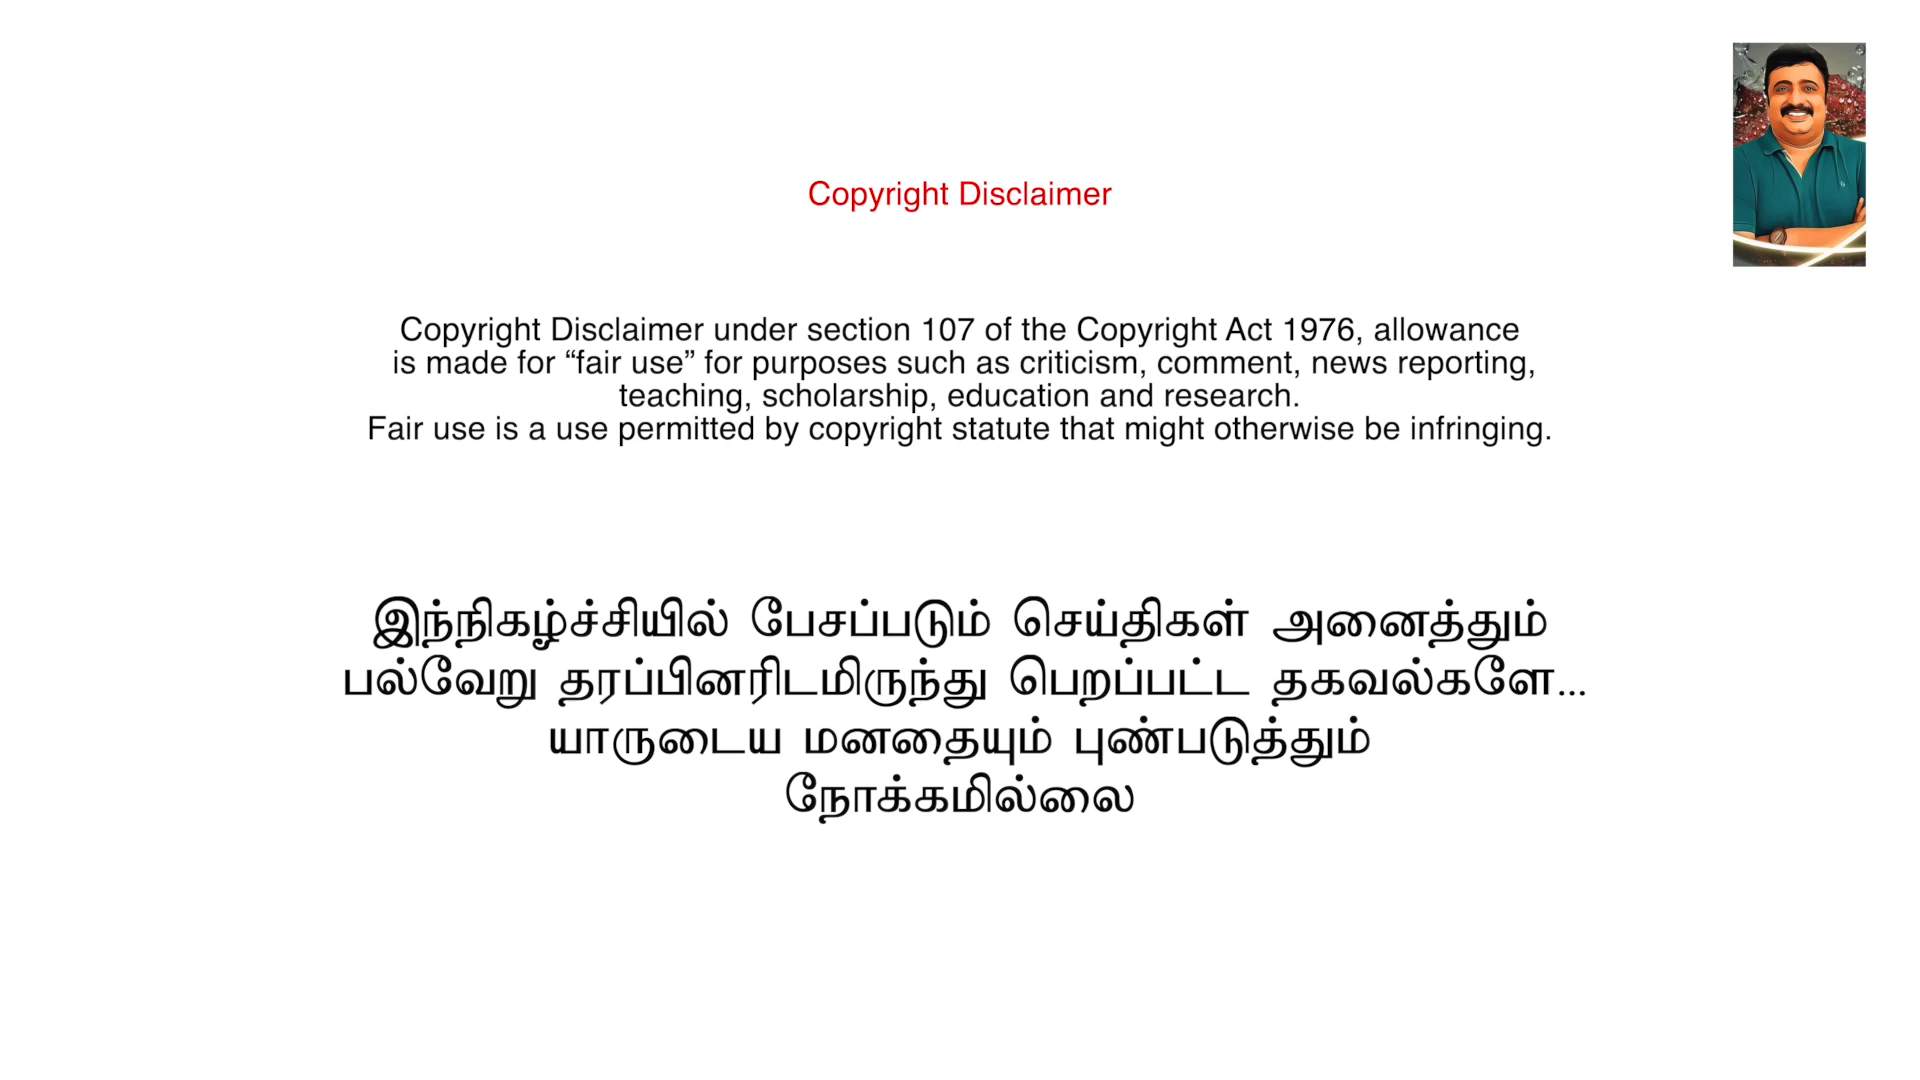 Copyright Disclaimer
Copyright Disclaimer under section 107 of the Copyright Act 1976, allowance
is made for “fair use” for purposes such as criticism, comment, news reporting,
teaching, scholarship, education and research.
Fair use is a use permitted by copyright statute that might otherwise be infringing.
இந்நிகழ்ச்சியில் பேசப்படும் செய்திகள் அனைத்தும்
பல்வேறு தரப்பினரிடமிருந்து பெறப்பட்ட தகவல்களே...
யாருடைய மனதையும் புண்படுத்தும்
நோக்கமில்லை